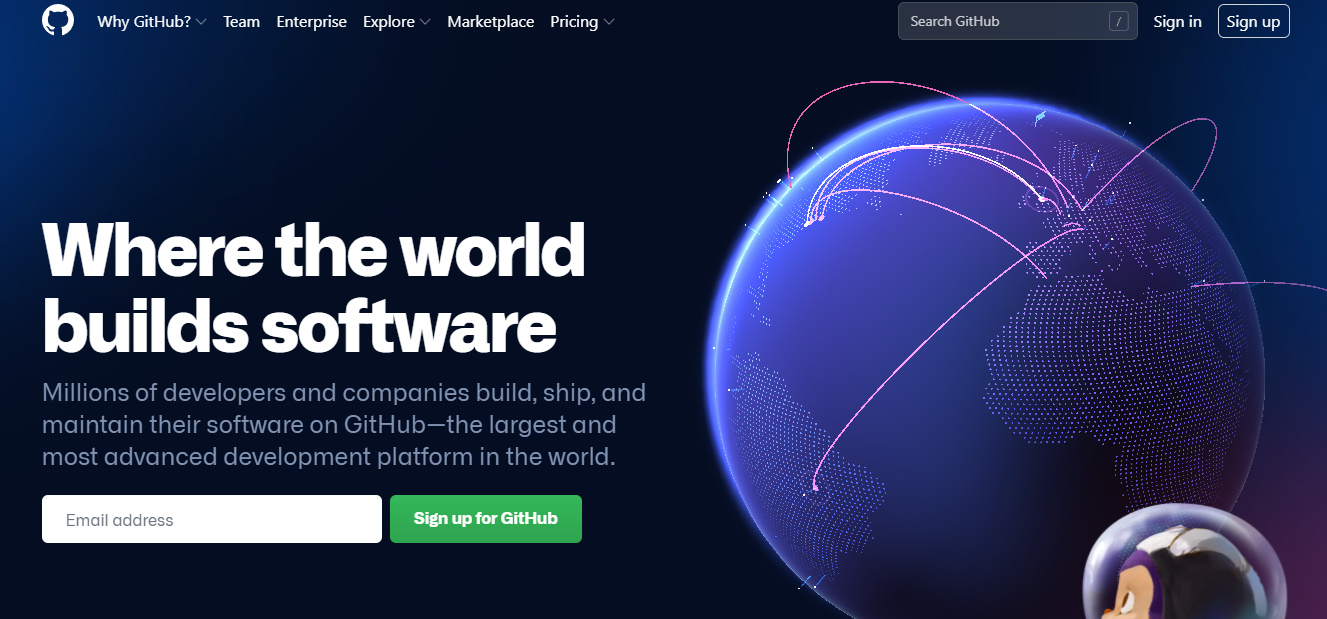 Why GitHub? Team Enterprise Explore Marketplace Pricing Search GitHub / Sign in Sign up
Where the world
builds software
Millions of developers and companies build, ship, and
maintain their software on GitHub—the largest and
most advanced development platform in the world.
Email address Sign up for GitHub